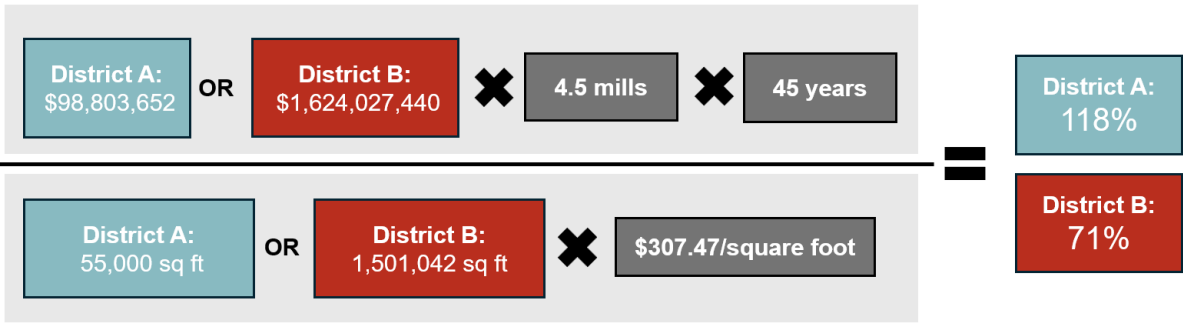 District A:
$98,803,652
OR
District B:
$1,624,027,440
4.5 mills
45 years
District A:
55,000 sq ft
OR
District B:
1,501,042 sq ft
$307.47/square foot
=
District A:
118%
District B:
71%